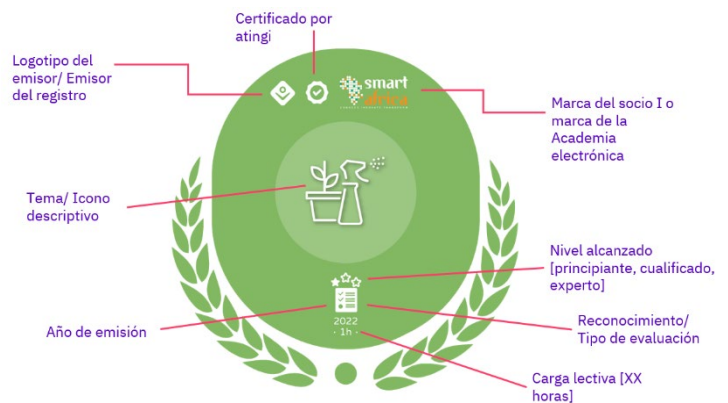 Certificado por
atingi
Logotipo del
emisor/ Emisor
del registro
smart
africa
Marca del socio I o
marca de la
Academia
electrónica
Tema/ Icono
descriptivo
Nivel alcanzado
[principiante, cualificado,
experto]
Año de emisión
Reconocimiento/
Tipo de evaluación
2022
· 1h ·
Carga lectiva [XX
horas]